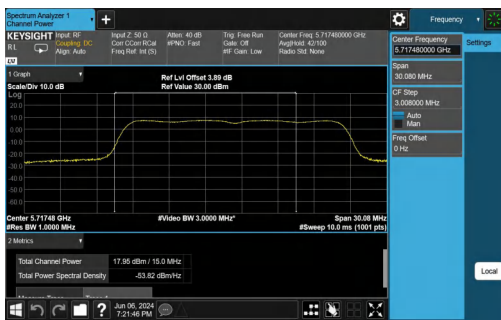 Spectrum Analyzer 1
Channel Power
Frequency
KEYSIGHT
RL
Input: RF
Coupling: DC
Align: Auto
Input Z: 50 Ω
Corr CCorr RCal
Freq Ref: Int (S)
Atten: 40 dB
#PNO: Fast
Trig: Free Run
Gate: Off
#IF Gain: Low
Center Freq: 5.717480000 GHz
Avg|Hold: 42/100
Radio Std: None
Center Frequency
5.717480000 GHz
Settings
Span
30.080 MHz
CF Step
3.008000 MHz
Auto
Man
Freq Offset
0 Hz
Local
1 Graph
Scale/Div 10.0 dB
Ref Lvl Offset 3.89 dB
Ref Value 30.00 dBm
Log
20.0
10.0
0.00
-10.0
-20.0
-30.0
-40.0
-50.0
-60.0
Center 5.71748 GHz
#Res BW 1.0000 MHz
#Video BW 3.0000 MHz*
Span 30.08 MHz
#Sweep 10.0 ms (1001 pts)
2 Metrics
Total Channel Power
17.95 dBm / 15.0 MHz
Total Power Spectral Density
-53.82 dBm/Hz
?
Jun 06, 2024
7:21:46 PM